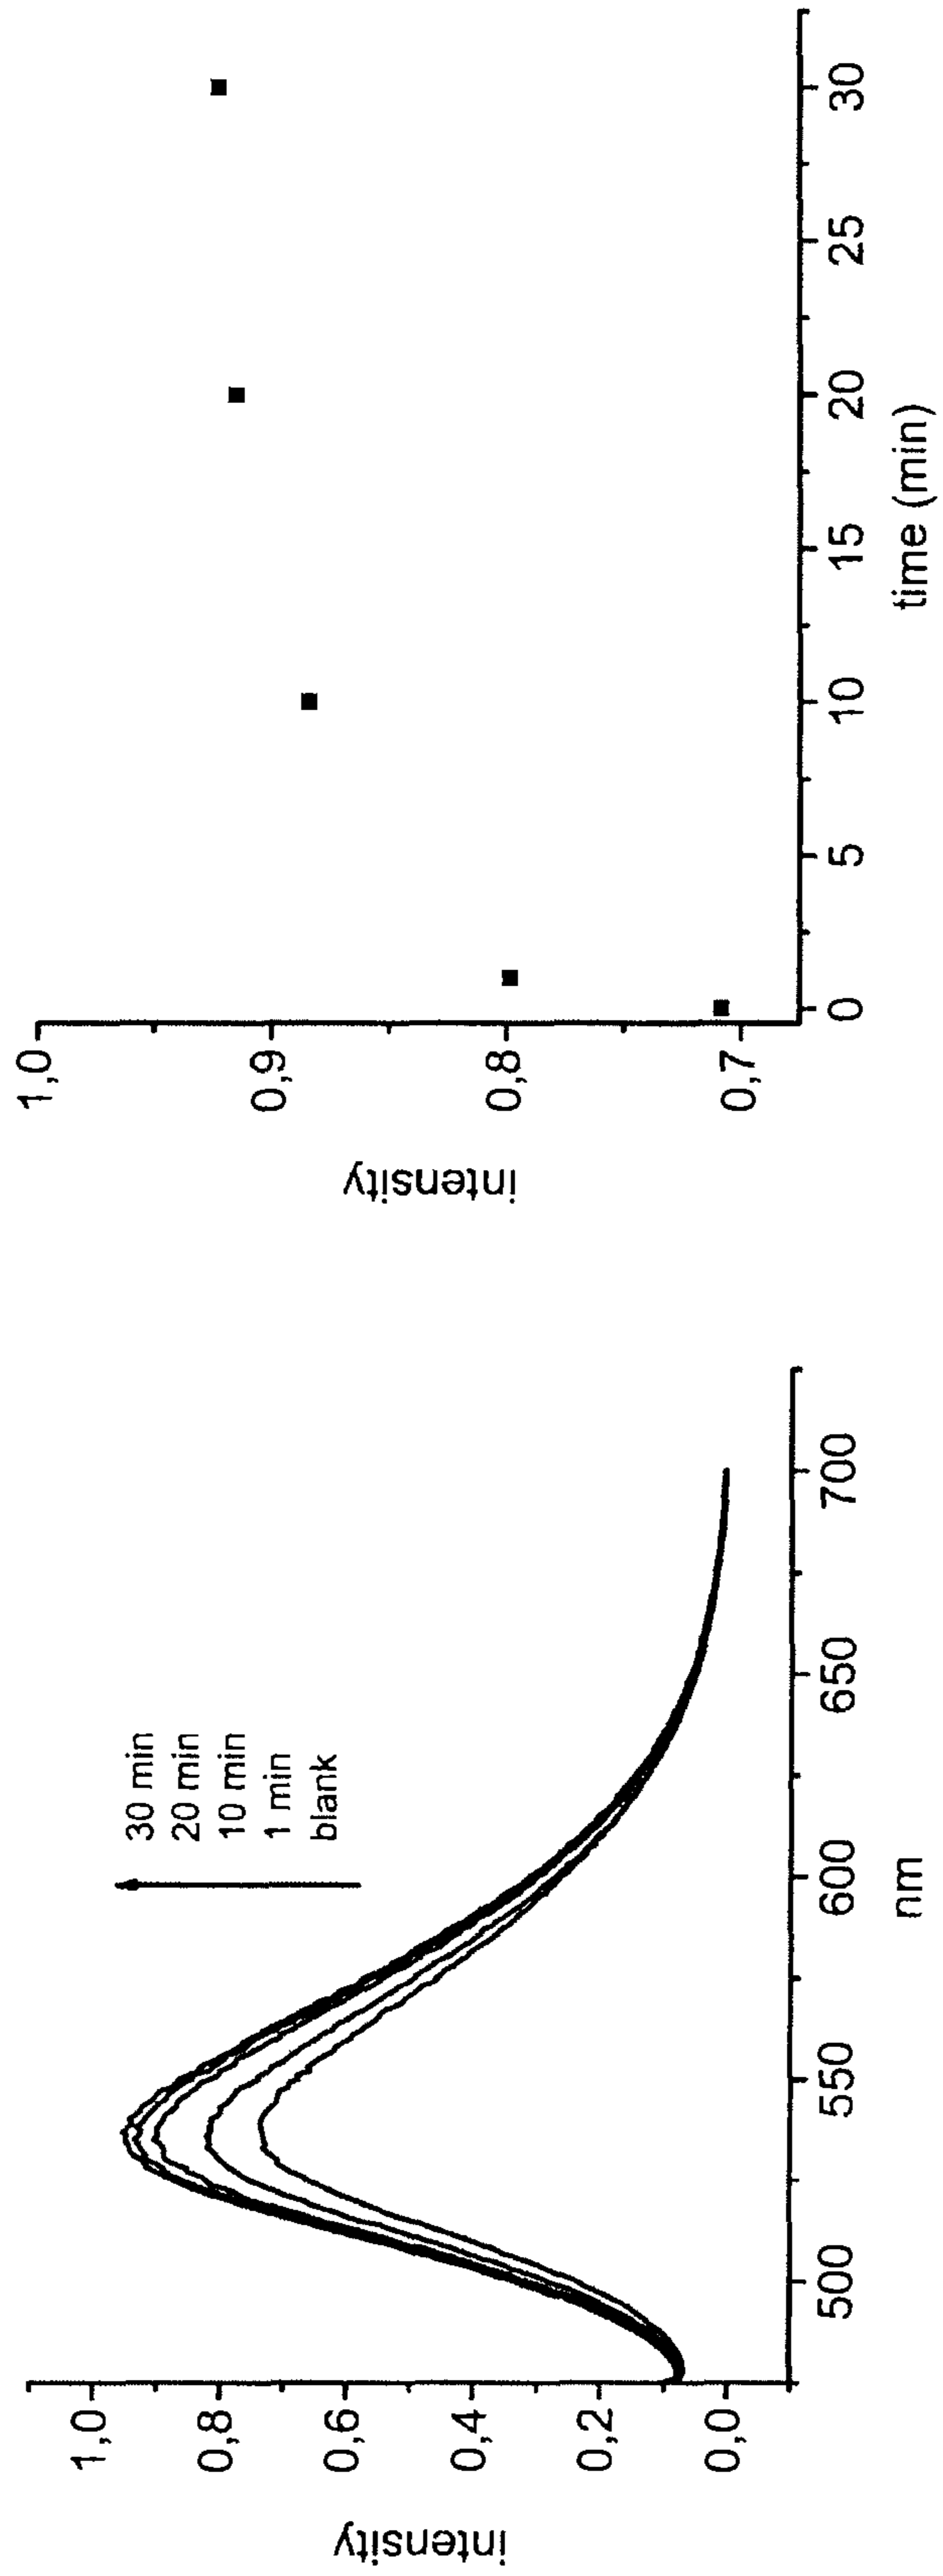 intensity
1,0
0,8
0,6
0,4
0,2
0,0
30 min
20 min
10 min
1 min
blank
500
550
600
650
700
nm
intensity
1,0
0,9
0,8
0,7
0
5
10
15
20
25
30
time (min)